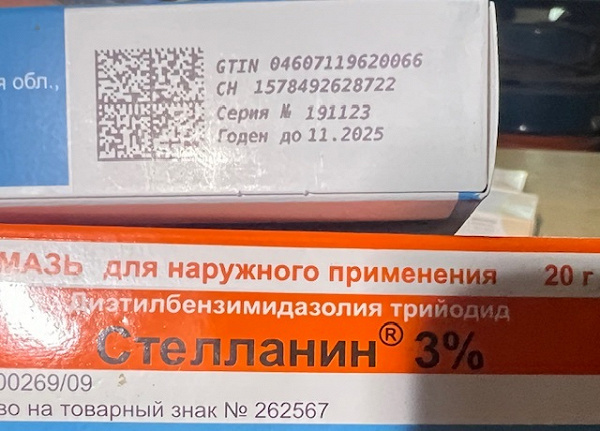 я обл.,
GTIN 04607119620066
СН 1578492628722
Серия № 191123
Годен до 11.2025
МАЗЬ для наружного применения 20 г
Диэтилбензимидазолия трийодид
Стелланин® 3%
00269/09
во на товарный знак № 262567